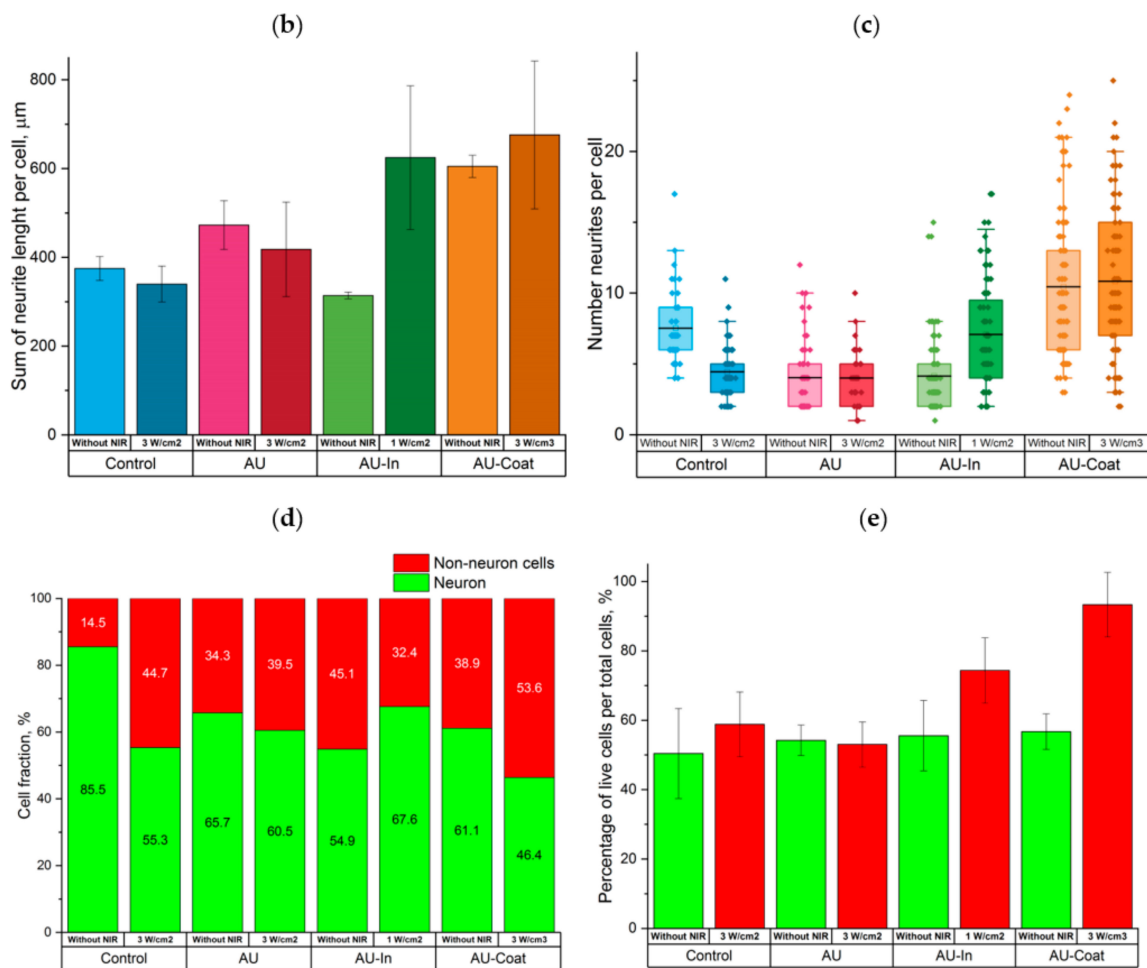 (b)
Sum of neurite lenght per cell, μm
800
600
400
200
0
Without NIR 3 W/cm2 Without NIR 3 W/cm2 Without NIR 1 W/cm2 Without NIR 3 W/cm3
Control AU AU-In AU-Coat
(c)
Number neurites per cell
20
10
0
Without NIR 3 W/cm2 Without NIR 3 W/cm2 Without NIR 1 W/cm2 Without NIR 3 W/cm3
Control AU AU-In AU-Coat
(d)
Non-neuron cells
Neuron
Cell fraction, %
100
80
60
40
20
0
14.5 44.7 34.3 39.5 45.1 32.4 38.9 53.6
85.5 55.3 65.7 60.5 54.9 67.6 61.1 46.4
Without NIR 3 W/cm2 Without NIR 3 W/cm2 Without NIR 1 W/cm2 Without NIR 3 W/cm3
Control AU AU-In AU-Coat
(e)
Percentage of live cells per total cells, %
100
80
60
40
20
0
Without NIR 3 W/cm2 Without NIR 3 W/cm2 Without NIR 1 W/cm2 Without NIR 3 W/cm3
Control AU AU-In AU-Coat